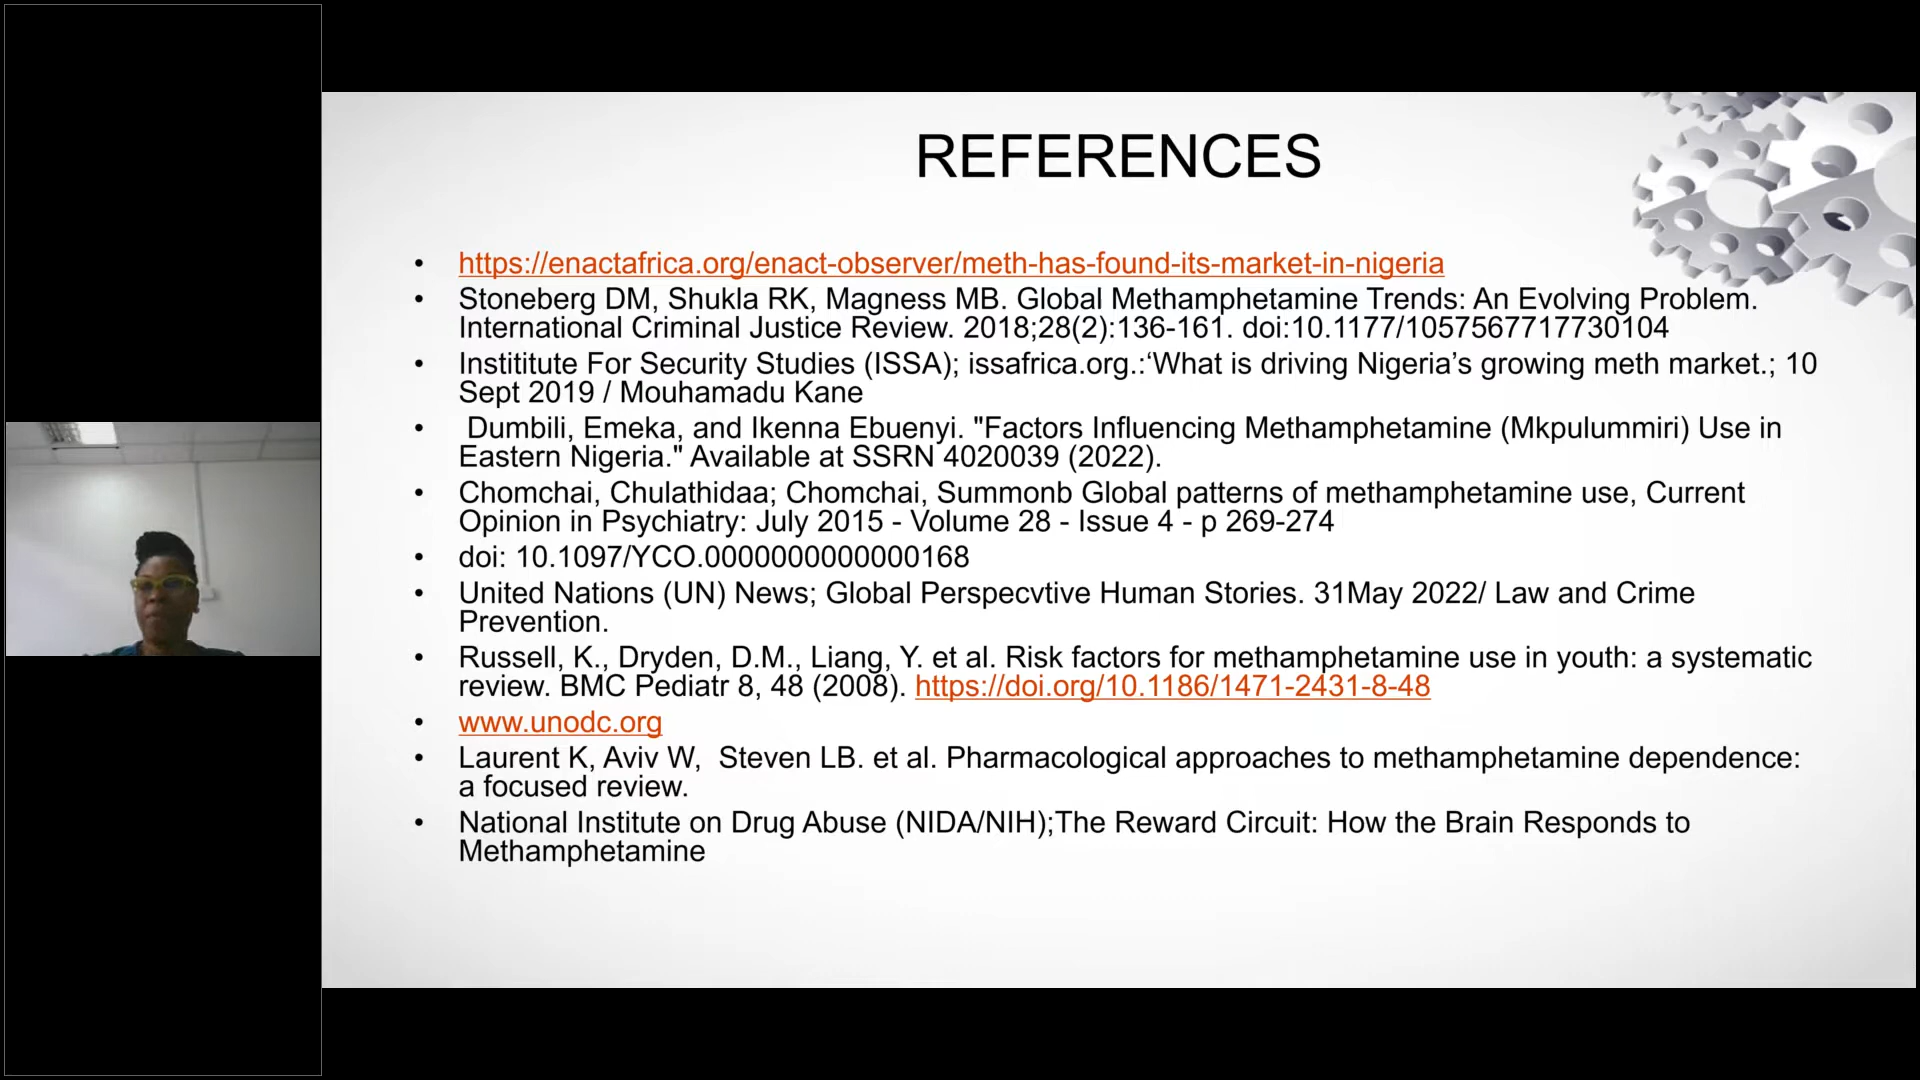 REFERENCES
• https://enactafrica.org/enact-observer/meth-has-found-its-market-in-nigeria
• Stoneberg DM, Shukla RK, Magness MB. Global Methamphetamine Trends: An Evolving Problem.
International Criminal Justice Review. 2018;28(2):136-161. doi:10.1177/1057567717730104
• Instititute For Security Studies (ISSA); issafrica.org.:‘What is driving Nigeria’s growing meth market.; 10
Sept 2019 / Mouhamadu Kane
• Dumbili, Emeka, and Ikenna Ebuenyi. "Factors Influencing Methamphetamine (Mkpulummiri) Use in
Eastern Nigeria." Available at SSRN 4020039 (2022).
• Chomchai, Chulathidaa; Chomchai, Summonb Global patterns of methamphetamine use, Current
Opinion in Psychiatry: July 2015 - Volume 28 - Issue 4 - p 269-274
• doi: 10.1097/YCO.0000000000000168
• United Nations (UN) News; Global Perspecvtive Human Stories. 31May 2022/ Law and Crime
Prevention.
• Russell, K., Dryden, D.M., Liang, Y. et al. Risk factors for methamphetamine use in youth: a systematic
review. BMC Pediatr 8, 48 (2008). https://doi.org/10.1186/1471-2431-8-48
• www.unodc.org
• Laurent K, Aviv W,  Steven LB. et al. Pharmacological approaches to methamphetamine dependence:
a focused review.
• National Institute on Drug Abuse (NIDA/NIH);The Reward Circuit: How the Brain Responds to
Methamphetamine